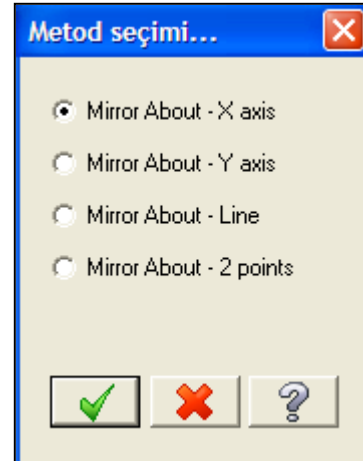 Metod seçimi...
Mirror About - X axis
Mirror About - Y axis
Mirror About - Line
Mirror About - 2 points